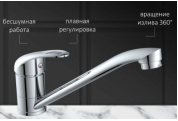 бесшумная
работа
плавная
регулировка
вращение
излива 360°